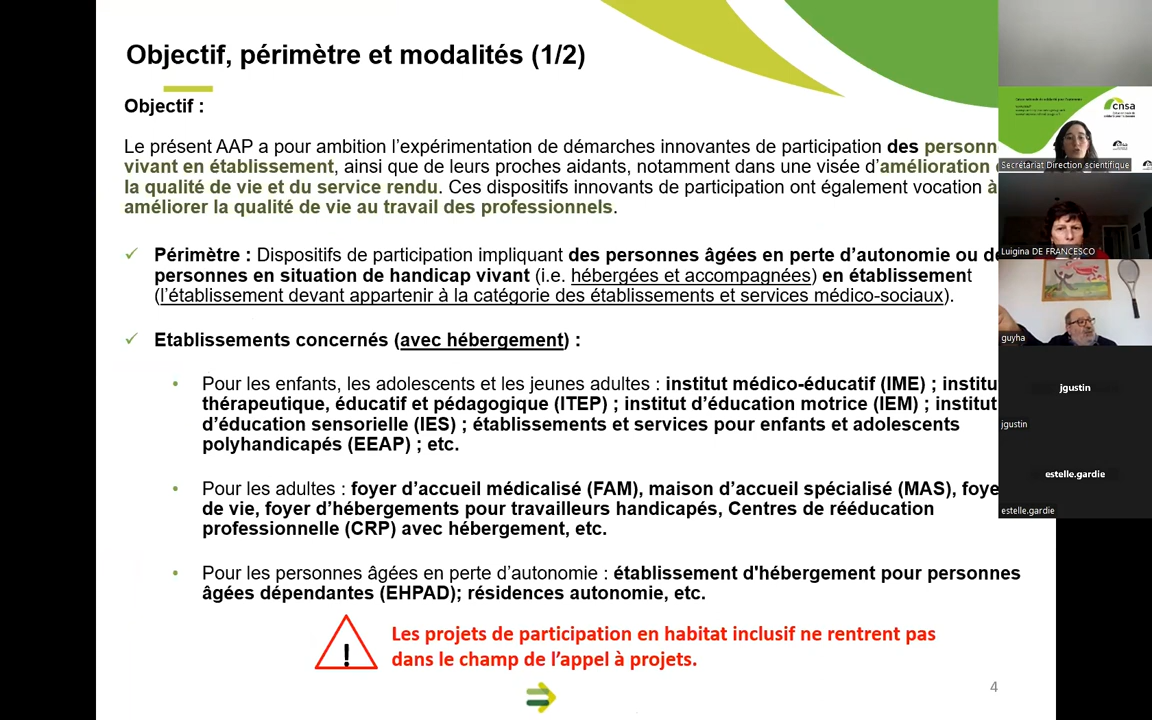 Objectif, périmètre et modalités (1/2)
Objectif :
Le présent AAP a pour ambition l’expérimentation de démarches innovantes de participation des personn
vivant en établissement, ainsi que de leurs proches aidants, notamment dans une visée d’amélioration
la qualité de vie et du service rendu. Ces dispositifs innovants de participation ont également vocation à
améliorer la qualité de vie au travail des professionnels.
Périmètre : Dispositifs de participation impliquant des personnes âgées en perte d’autonomie ou de
personnes en situation de handicap vivant (i.e. hébergées et accompagnées) en établissement
(l’établissement devant appartenir à la catégorie des établissements et services médico-sociaux).
Etablissements concernés (avec hébergement) :
Pour les enfants, les adolescents et les jeunes adultes : institut médico-éducatif (IME) ; institu
thérapeutique, éducatif et pédagogique (ITEP) ; institut d’éducation motrice (IEM) ; institut
d’éducation sensorielle (IES) ; établissements et services pour enfants et adolescents
polyhandicapés (EEAP) ; etc.
Pour les adultes : foyer d’accueil médicalisé (FAM), maison d’accueil spécialisé (MAS), foye
de vie, foyer d’hébergements pour travailleurs handicapés, Centres de rééducation
professionnelle (CRP) avec hébergement, etc.
Pour les personnes âgées en perte d’autonomie : établissement d'hébergement pour personnes
âgées dépendantes (EHPAD); résidences autonomie, etc.
!
Les projets de participation en habitat inclusif ne rentrent pas
dans le champ de l’appel à projets.
4
cnsa
Secrétariat Direction scientifique
Luigina DE FRANCESCO
guyha
jgustin
jgustin
estelle.gardie
estelle.gardie